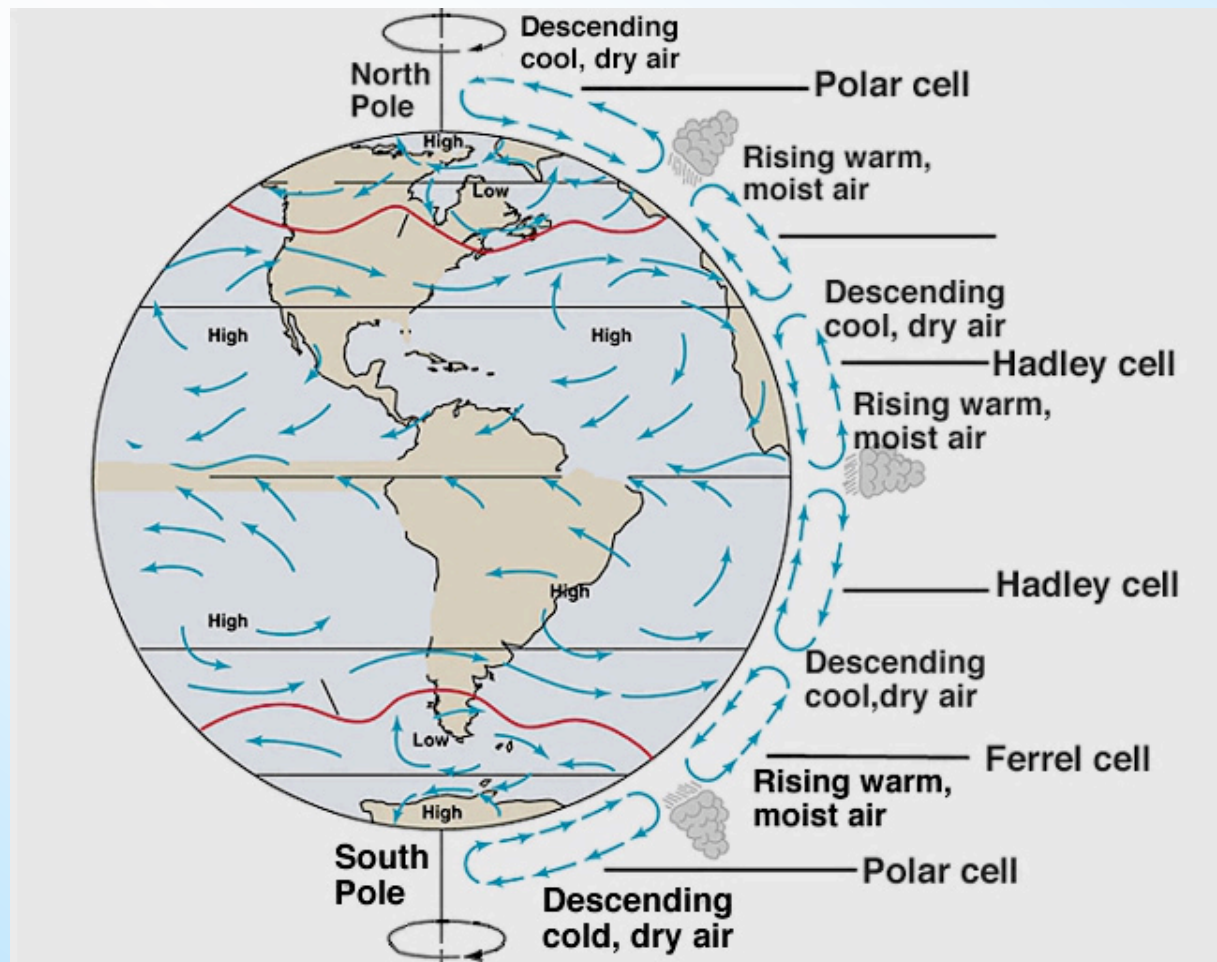 Descending
cool, dry air
North
Pole
Polar cell
High
Rising warm,
moist air
Low
Descending
cool, dry air
High
High
Hadley cell
Rising warm,
moist air
Hadley cell
High
High
Descending
cool,dry air
Low
Ferrel cell
Rising warm,
moist air
High
South
Pole
Polar cell
Descending
cold, dry air